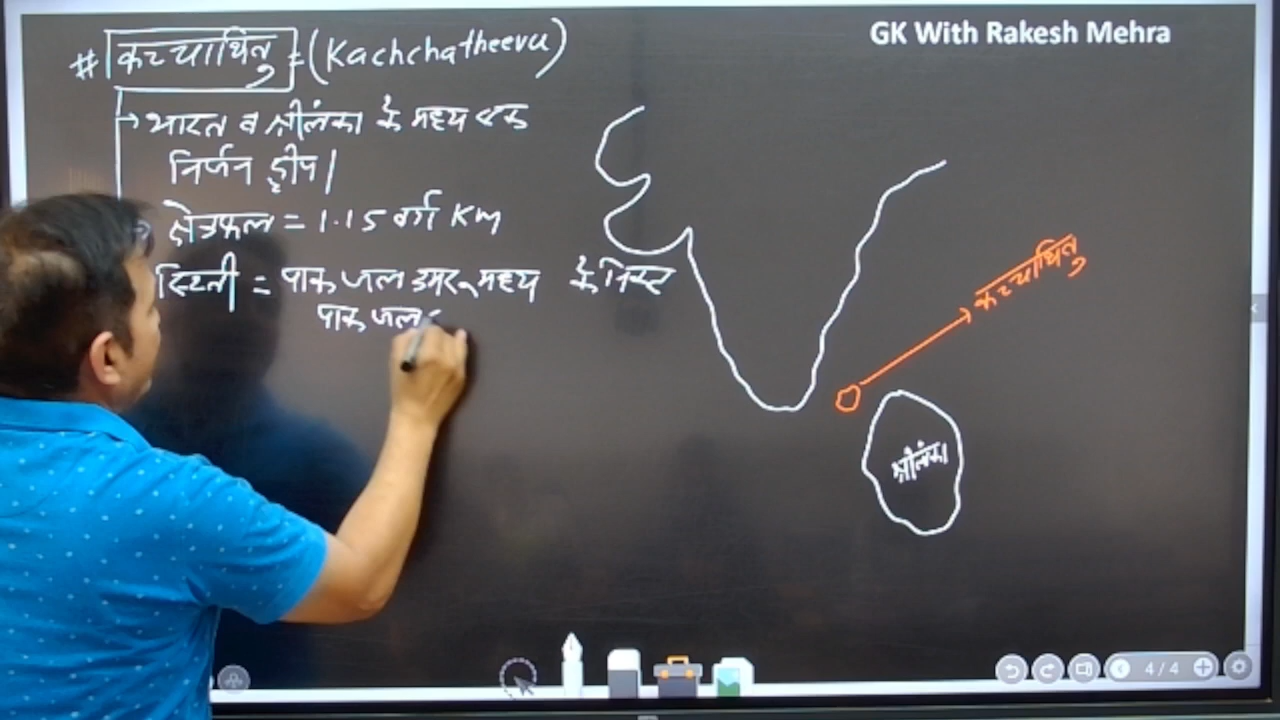 # कच्चाथितु = (Kachchatheevu)
GK With Rakesh Mehra
→ भारत व श्रीलंका के मध्य एक
निर्जन द्वीप।
क्षेत्रफल = 1.15 वर्ग KM
स्थिती = पाक जल डमरूमध्य के निकट
पाक जल
→ कच्चाथितु
श्रीलंका
4 / 4